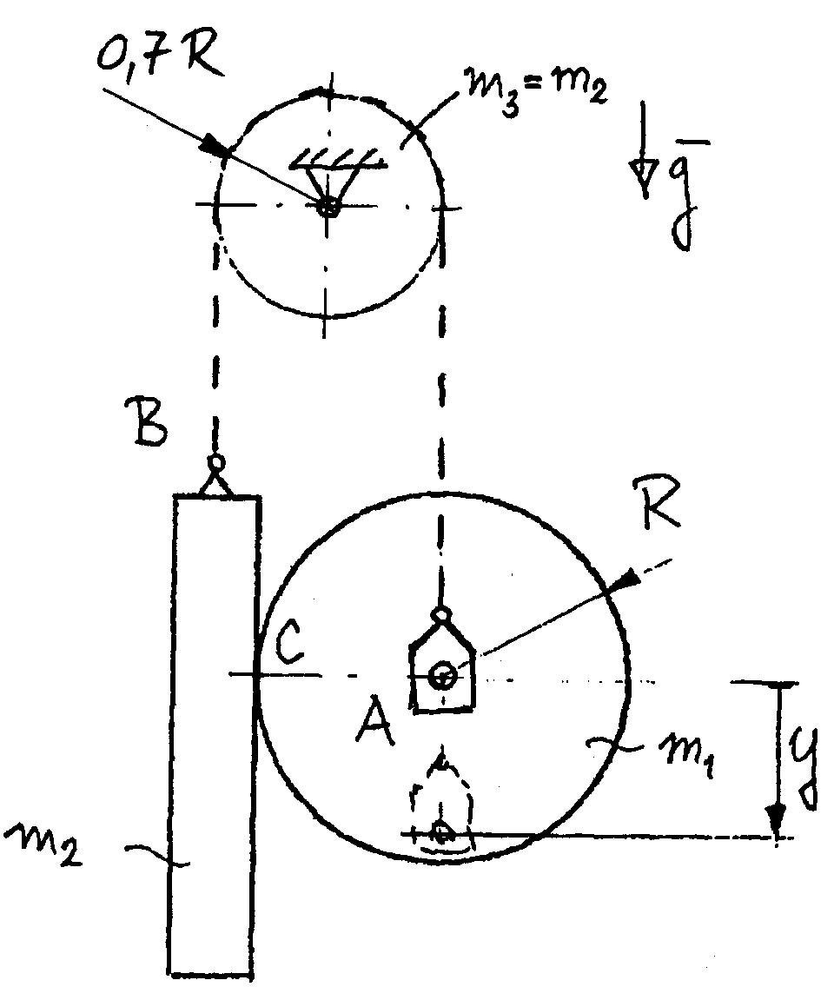 0,7 R
m₃ = m₂
g̅
B
R
C
A
m₁
y
m₂